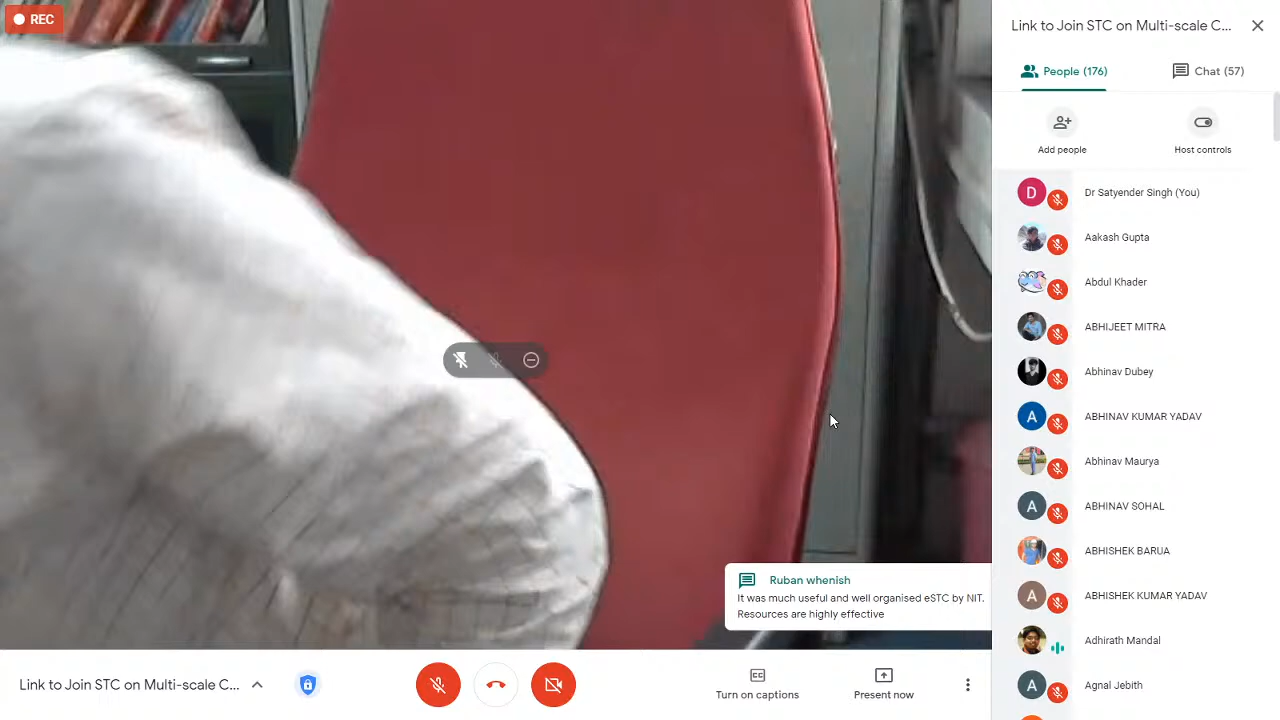 REC
Link to Join STC on Multi-scale C...
People (176)
Chat (57)
Add people
Host controls
D
Dr Satyender Singh (You)
Aakash Gupta
Abdul Khader
ABHIJEET MITRA
Abhinav Dubey
A
ABHINAV KUMAR YADAV
Abhinav Maurya
A
ABHINAV SOHAL
ABHISHEK BARUA
A
ABHISHEK KUMAR YADAV
Adhirath Mandal
A
Agnal Jebith
Ruban whenish
It was much useful and well organised eSTC by NIT.
Resources are highly effective
Link to Join STC on Multi-scale C...
Turn on captions
Present now